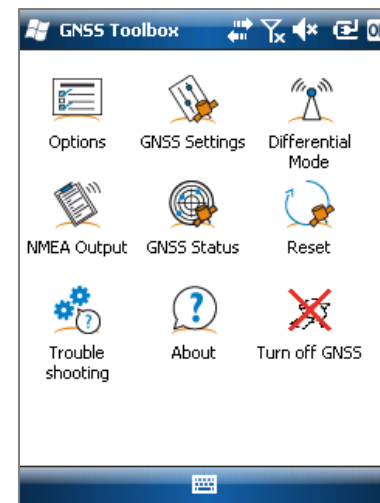 GNSS Toolbox
Options GNSS Settings Differential
Mode
NMEA Output GNSS Status Reset
Trouble
shooting
About Turn off GNSS